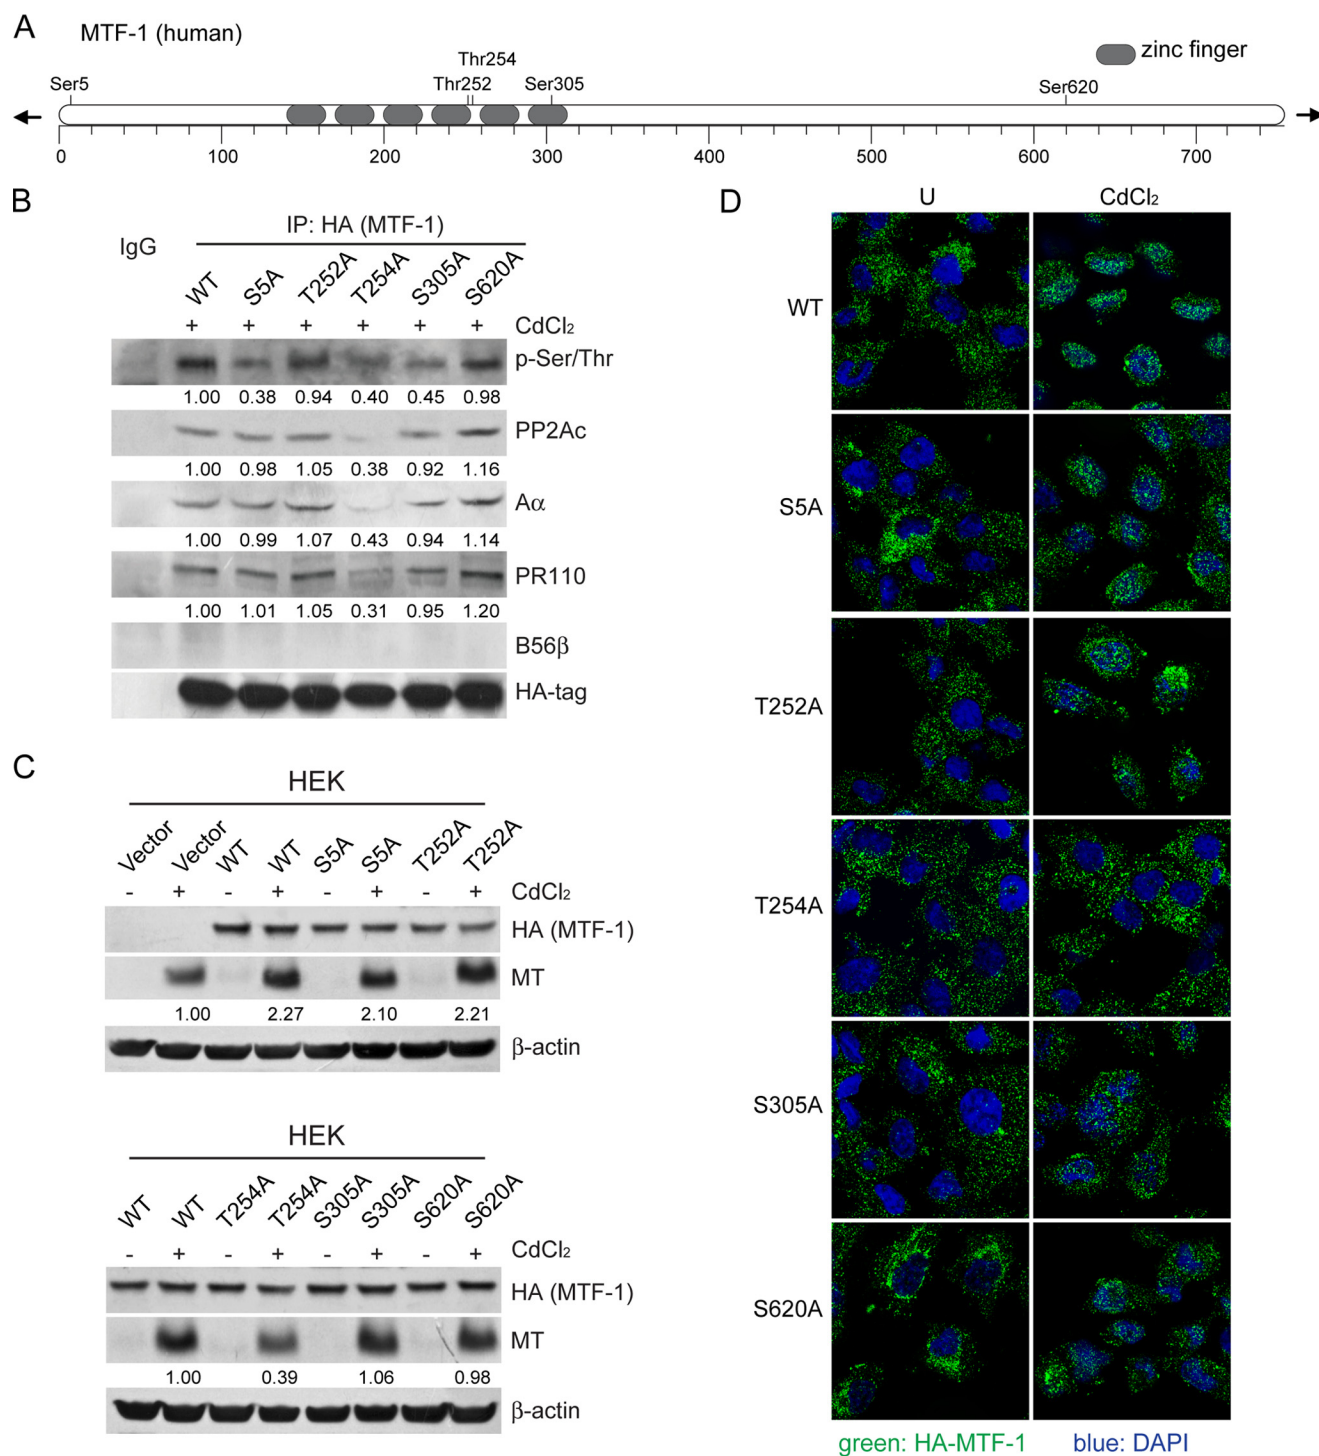 A
MTF-1 (human)
zinc finger
Thr254
Ser5 Thr252 Ser305 Ser620
0 100 200 300 400 500 600 700
B
IP: HA (MTF-1)
IgG
WT S5A T252A T254A S305A S620A
+ + + + + + CdCl₂
p-Ser/Thr
1.00 0.38 0.94 0.40 0.45 0.98
PP2Ac
1.00 0.98 1.05 0.38 0.92 1.16
Aα
1.00 0.99 1.07 0.43 0.94 1.14
PR110
1.00 1.01 1.05 0.31 0.95 1.20
B56β
HA-tag
C
HEK
Vector Vector WT WT S5A S5A T252A T252A
- + - + - + - + CdCl₂
HA (MTF-1)
MT
1.00 2.27 2.10 2.21
β-actin
HEK
WT WT T254A T254A S305A S305A S620A S620A
- + - + - + - + CdCl₂
HA (MTF-1)
MT
1.00 0.39 1.06 0.98
β-actin
D
U CdCl₂
WT
S5A
T252A
T254A
S305A
S620A
green: HA-MTF-1 blue: DAPI